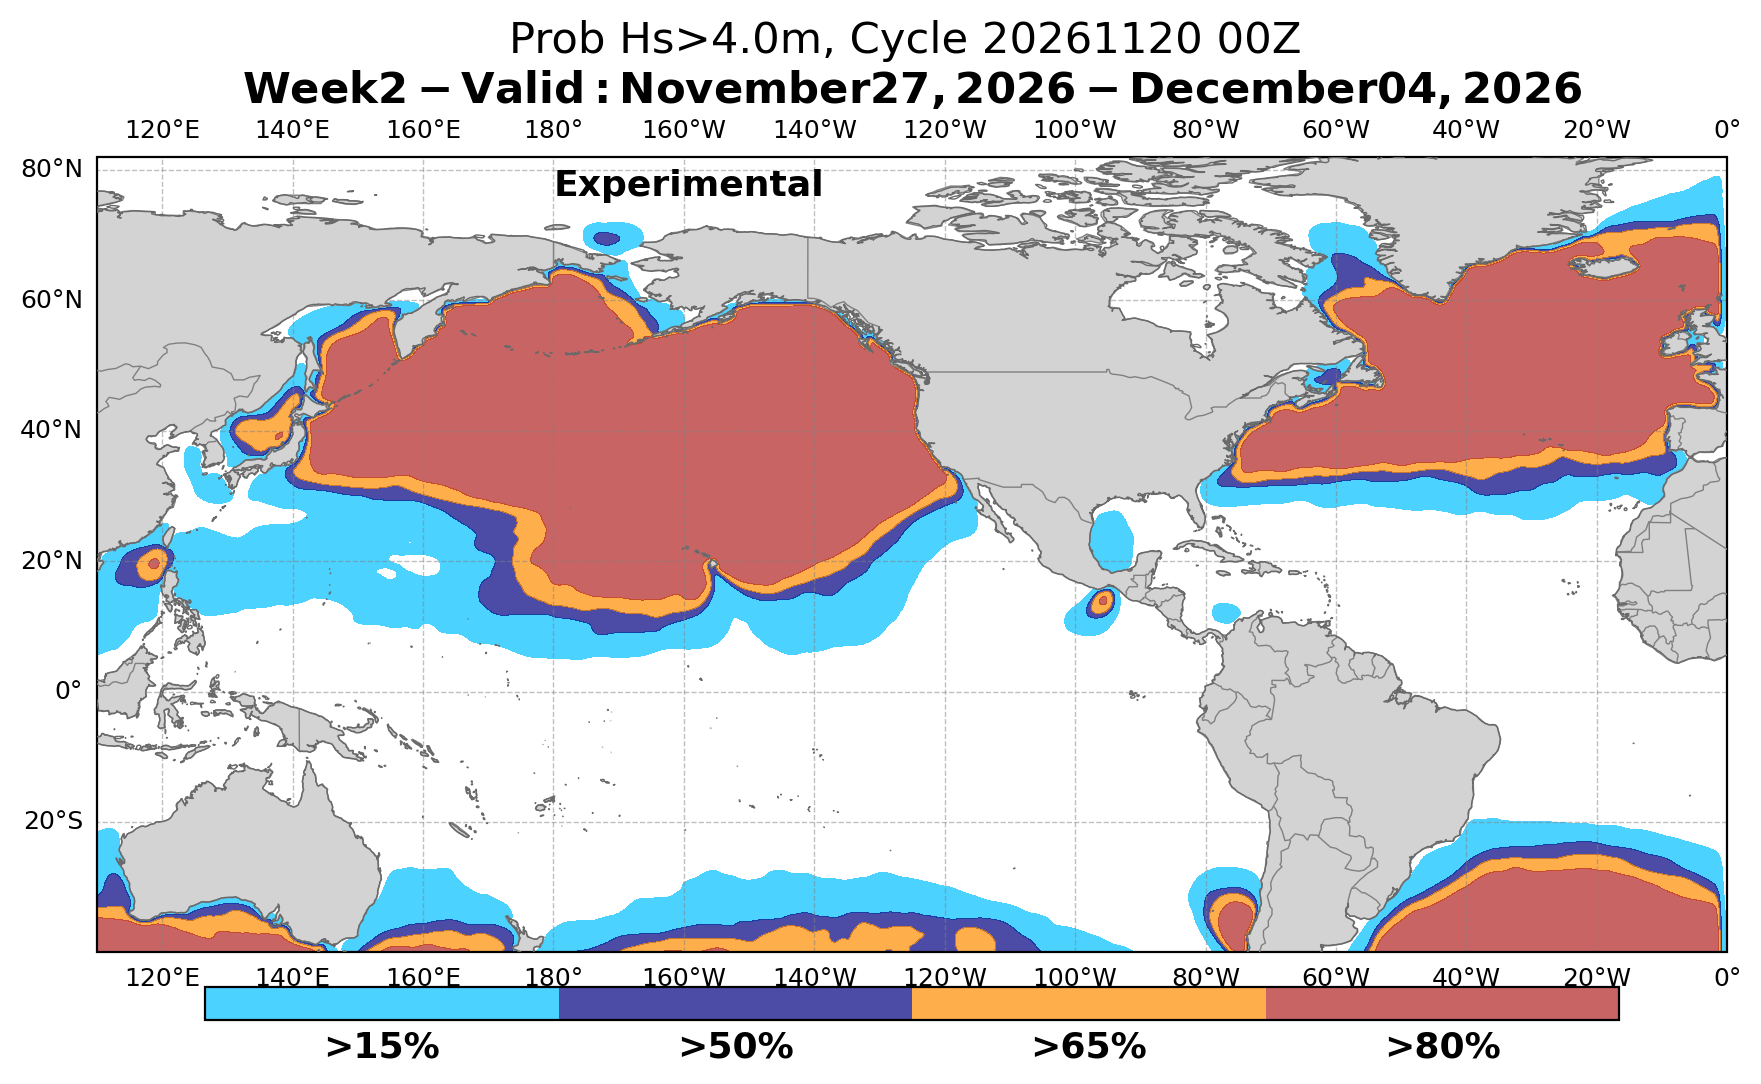 Prob Hs>4.0m, Cycle 20261120 00Z
Week2 − Valid : November27, 2026 − December04, 2026
120°E 140°E 160°E 180° 160°W 140°W 120°W 100°W 80°W 60°W 40°W 20°W 0°
Experimental
80°N
60°N
40°N
20°N
0°
20°S
120°E 140°E 160°E 180° 160°W 140°W 120°W 100°W 80°W 60°W 40°W 20°W 0°
>15% >50% >65% >80%